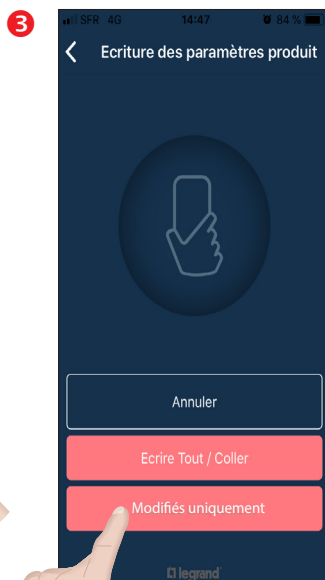 3
SFR 4G 14:47 84 %
Ecriture des paramètres produit
Annuler
Ecrire Tout / Coller
Modifiés uniquement
legrand